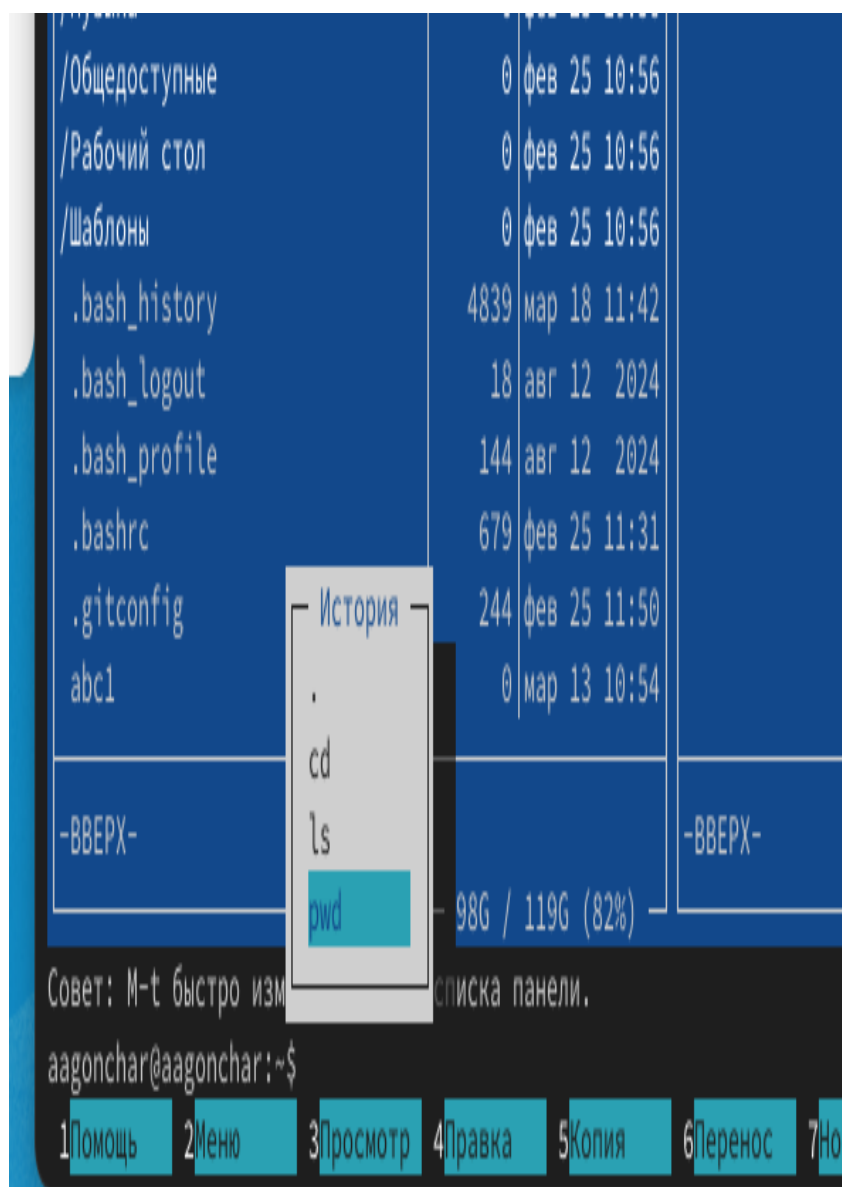 /Общедоступные 0 фев 25 10:56
/Рабочий стол 0 фев 25 10:56
/Шаблоны 0 фев 25 10:56
.bash_history 4839 мар 18 11:42
.bash_logout 18 авг 12 2024
.bash_profile 144 авг 12 2024
.bashrc 679 фев 25 11:31
.gitconfig 244 фев 25 11:50
abc1 0 мар 13 10:54
История
.
cd
ls
pwd
-ВВЕРХ- -ВВЕРХ-
98G / 119G (82%)
Совет: M-t быстро изм списка панели.
aagonchar@aagonchar:~$
1Помощь 2Меню 3Просмотр 4Правка 5Копия 6Перенос 7